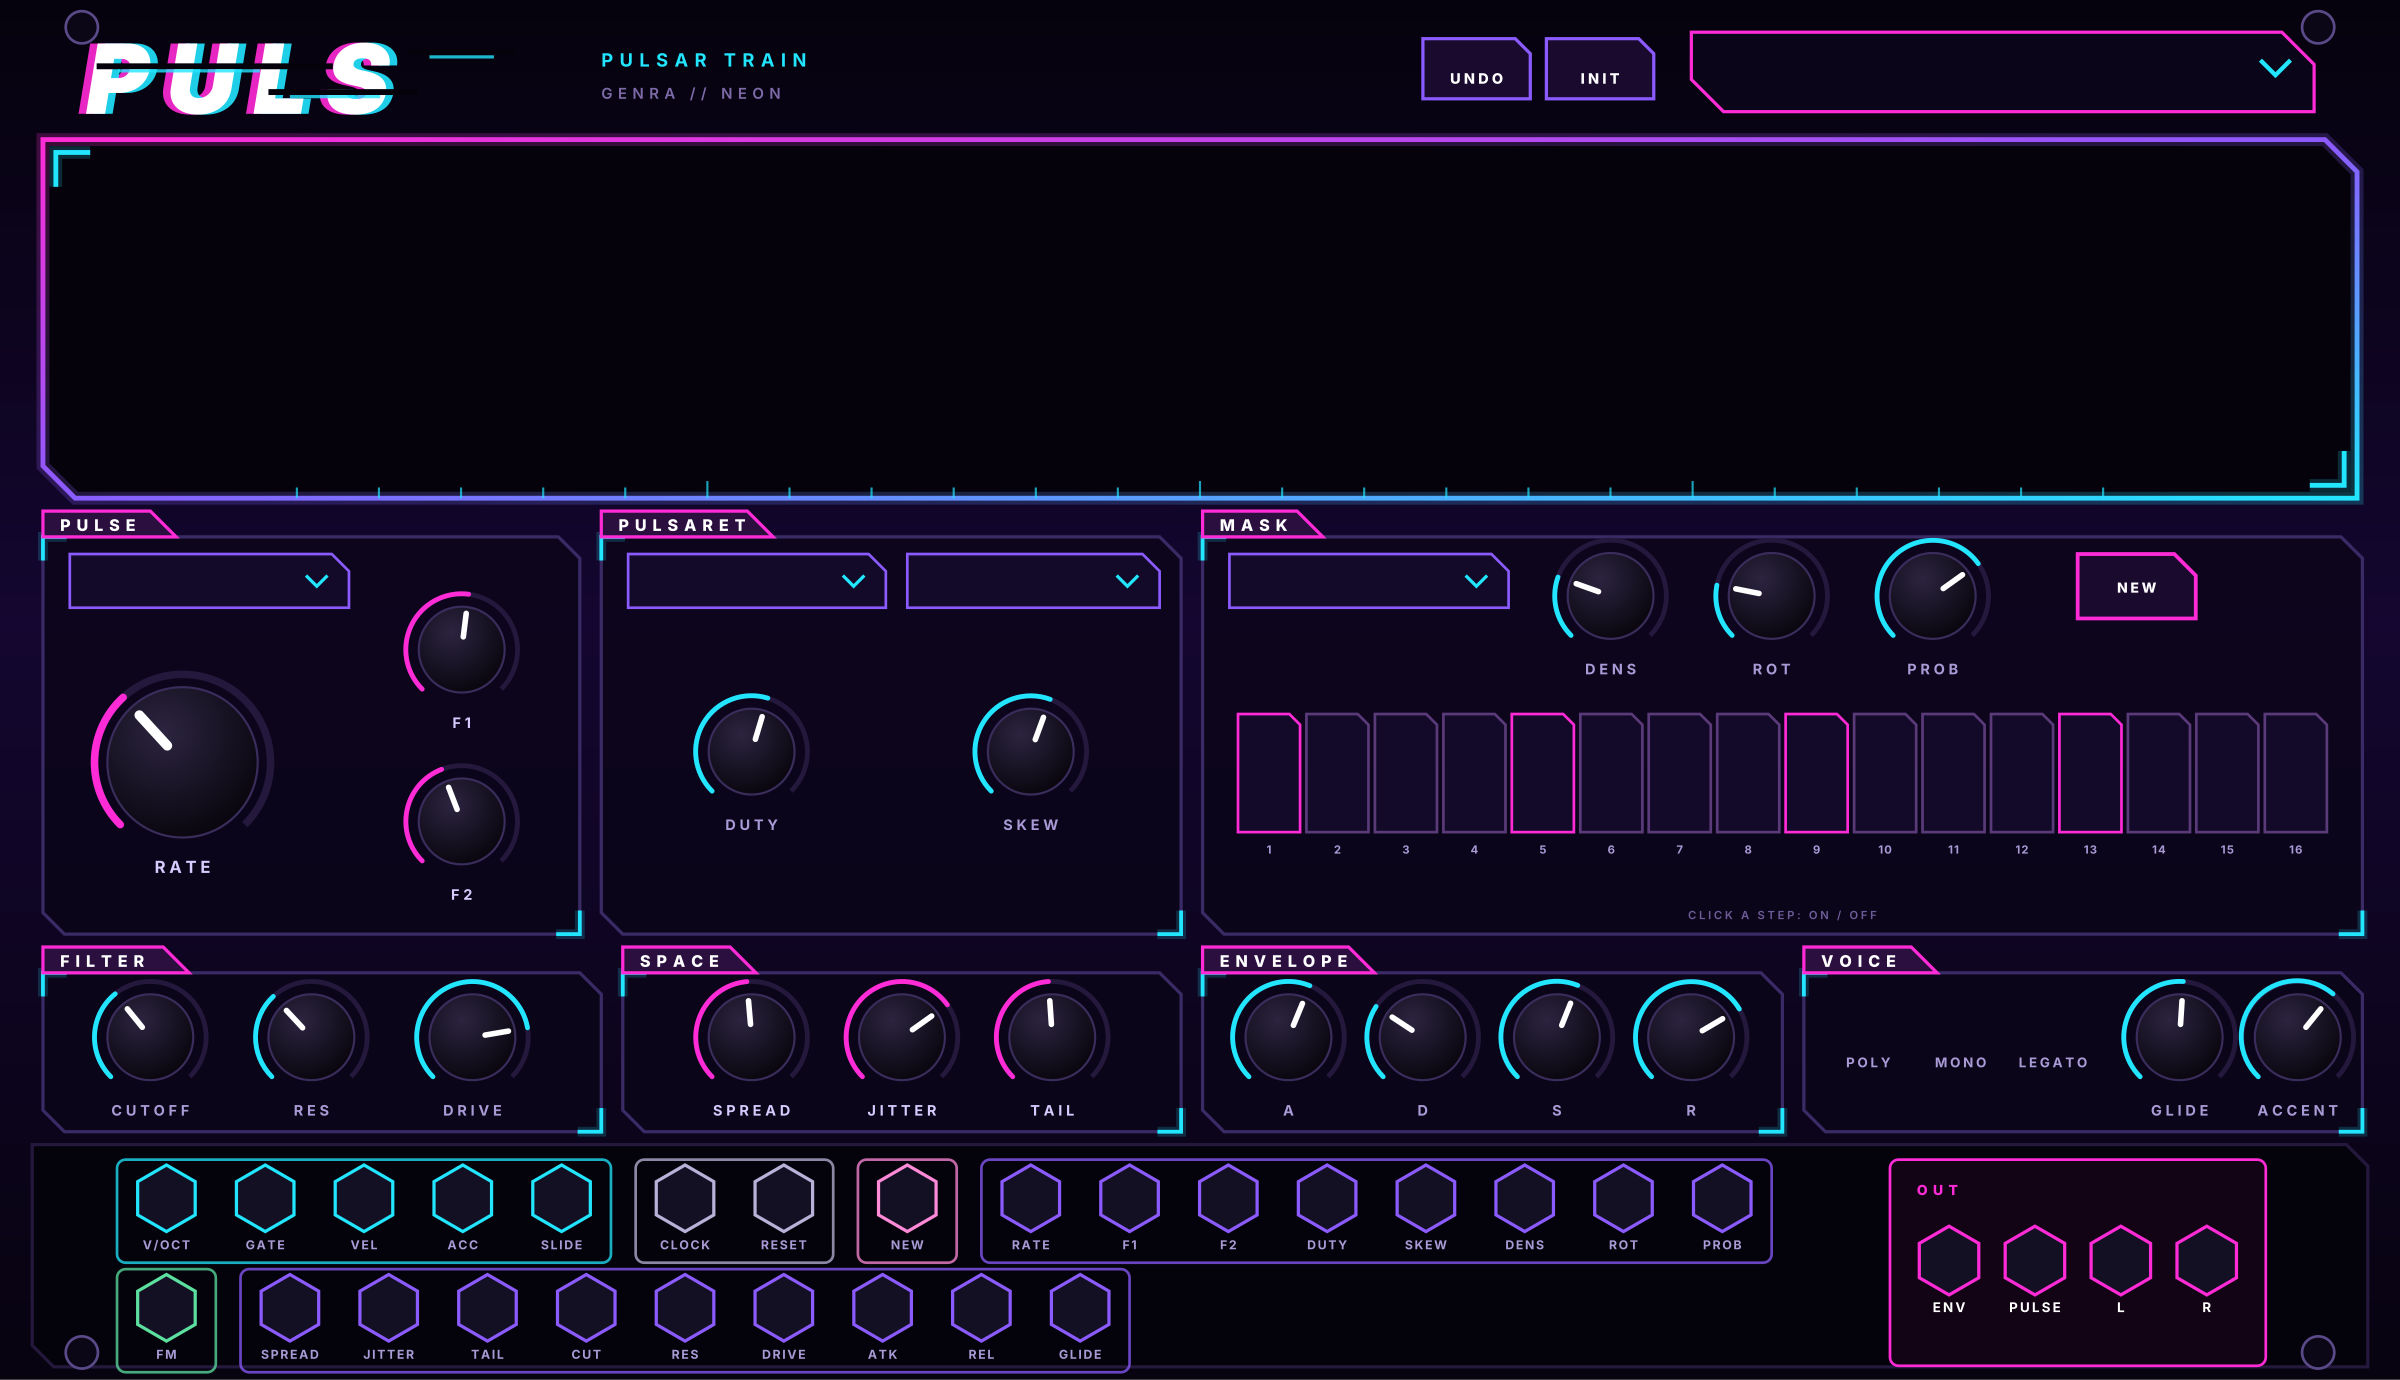 PULS
PULSAR TRAIN
GENRA // NEON
UNDO
INIT
PULSE
PULSARET
MASK
NEW
DENS
ROT
PROB
F1
DUTY
SKEW
RATE
F2
1 2 3 4 5 6 7 8 9 10 11 12 13 14 15 16
CLICK A STEP: ON / OFF
FILTER
SPACE
ENVELOPE
VOICE
POLY
MONO
LEGATO
CUTOFF
RES
DRIVE
SPREAD
JITTER
TAIL
A
D
S
R
GLIDE
ACCENT
V/OCT
GATE
VEL
ACC
SLIDE
CLOCK
RESET
NEW
RATE
F1
F2
DUTY
SKEW
DENS
ROT
PROB
OUT
ENV
PULSE
L
R
FM
SPREAD
JITTER
TAIL
CUT
RES
DRIVE
ATK
REL
GLIDE